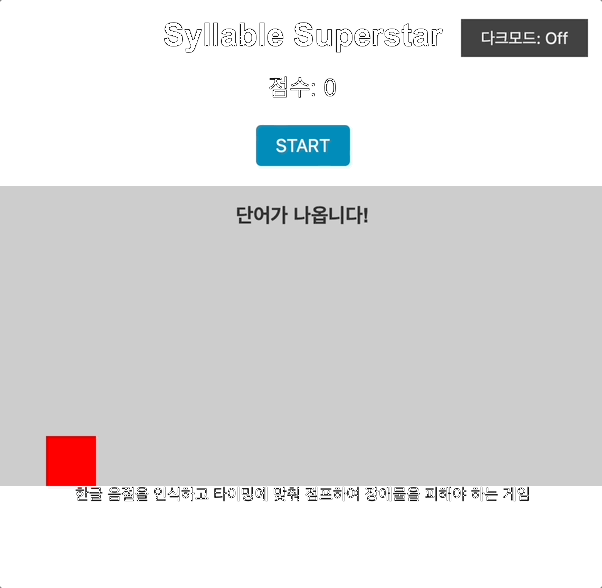 Syllable Superstar
다크모드: Off
점수: 0
START
단어가 나옵니다!
한글 음절을 인식하고 타이밍에 맞춰 점프하여 장애물을 피해야 하는 게임